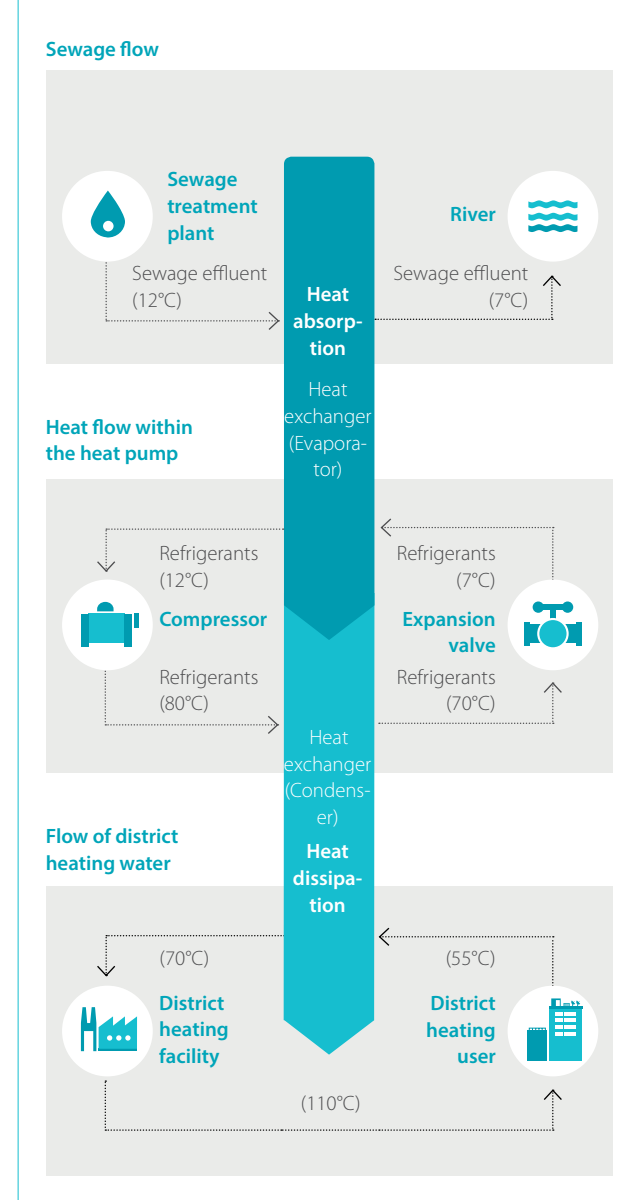 Sewage flow
Sewage
treatment
plant
Sewage effluent
(12°C)
River
Sewage effluent
(7°C)
Heat
absorp-
tion
Heat
exchanger
(Evapora-
tor)
Heat flow within
the heat pump
Refrigerants
(12°C)
Compressor
Refrigerants
(80°C)
Refrigerants
(7°C)
Expansion
valve
Refrigerants
(70°C)
Heat
exchanger
(Condens-
er)
Heat
dissipa-
tion
Flow of district
heating water
(70°C)
District
heating
facility
(55°C)
District
heating
user
(110°C)